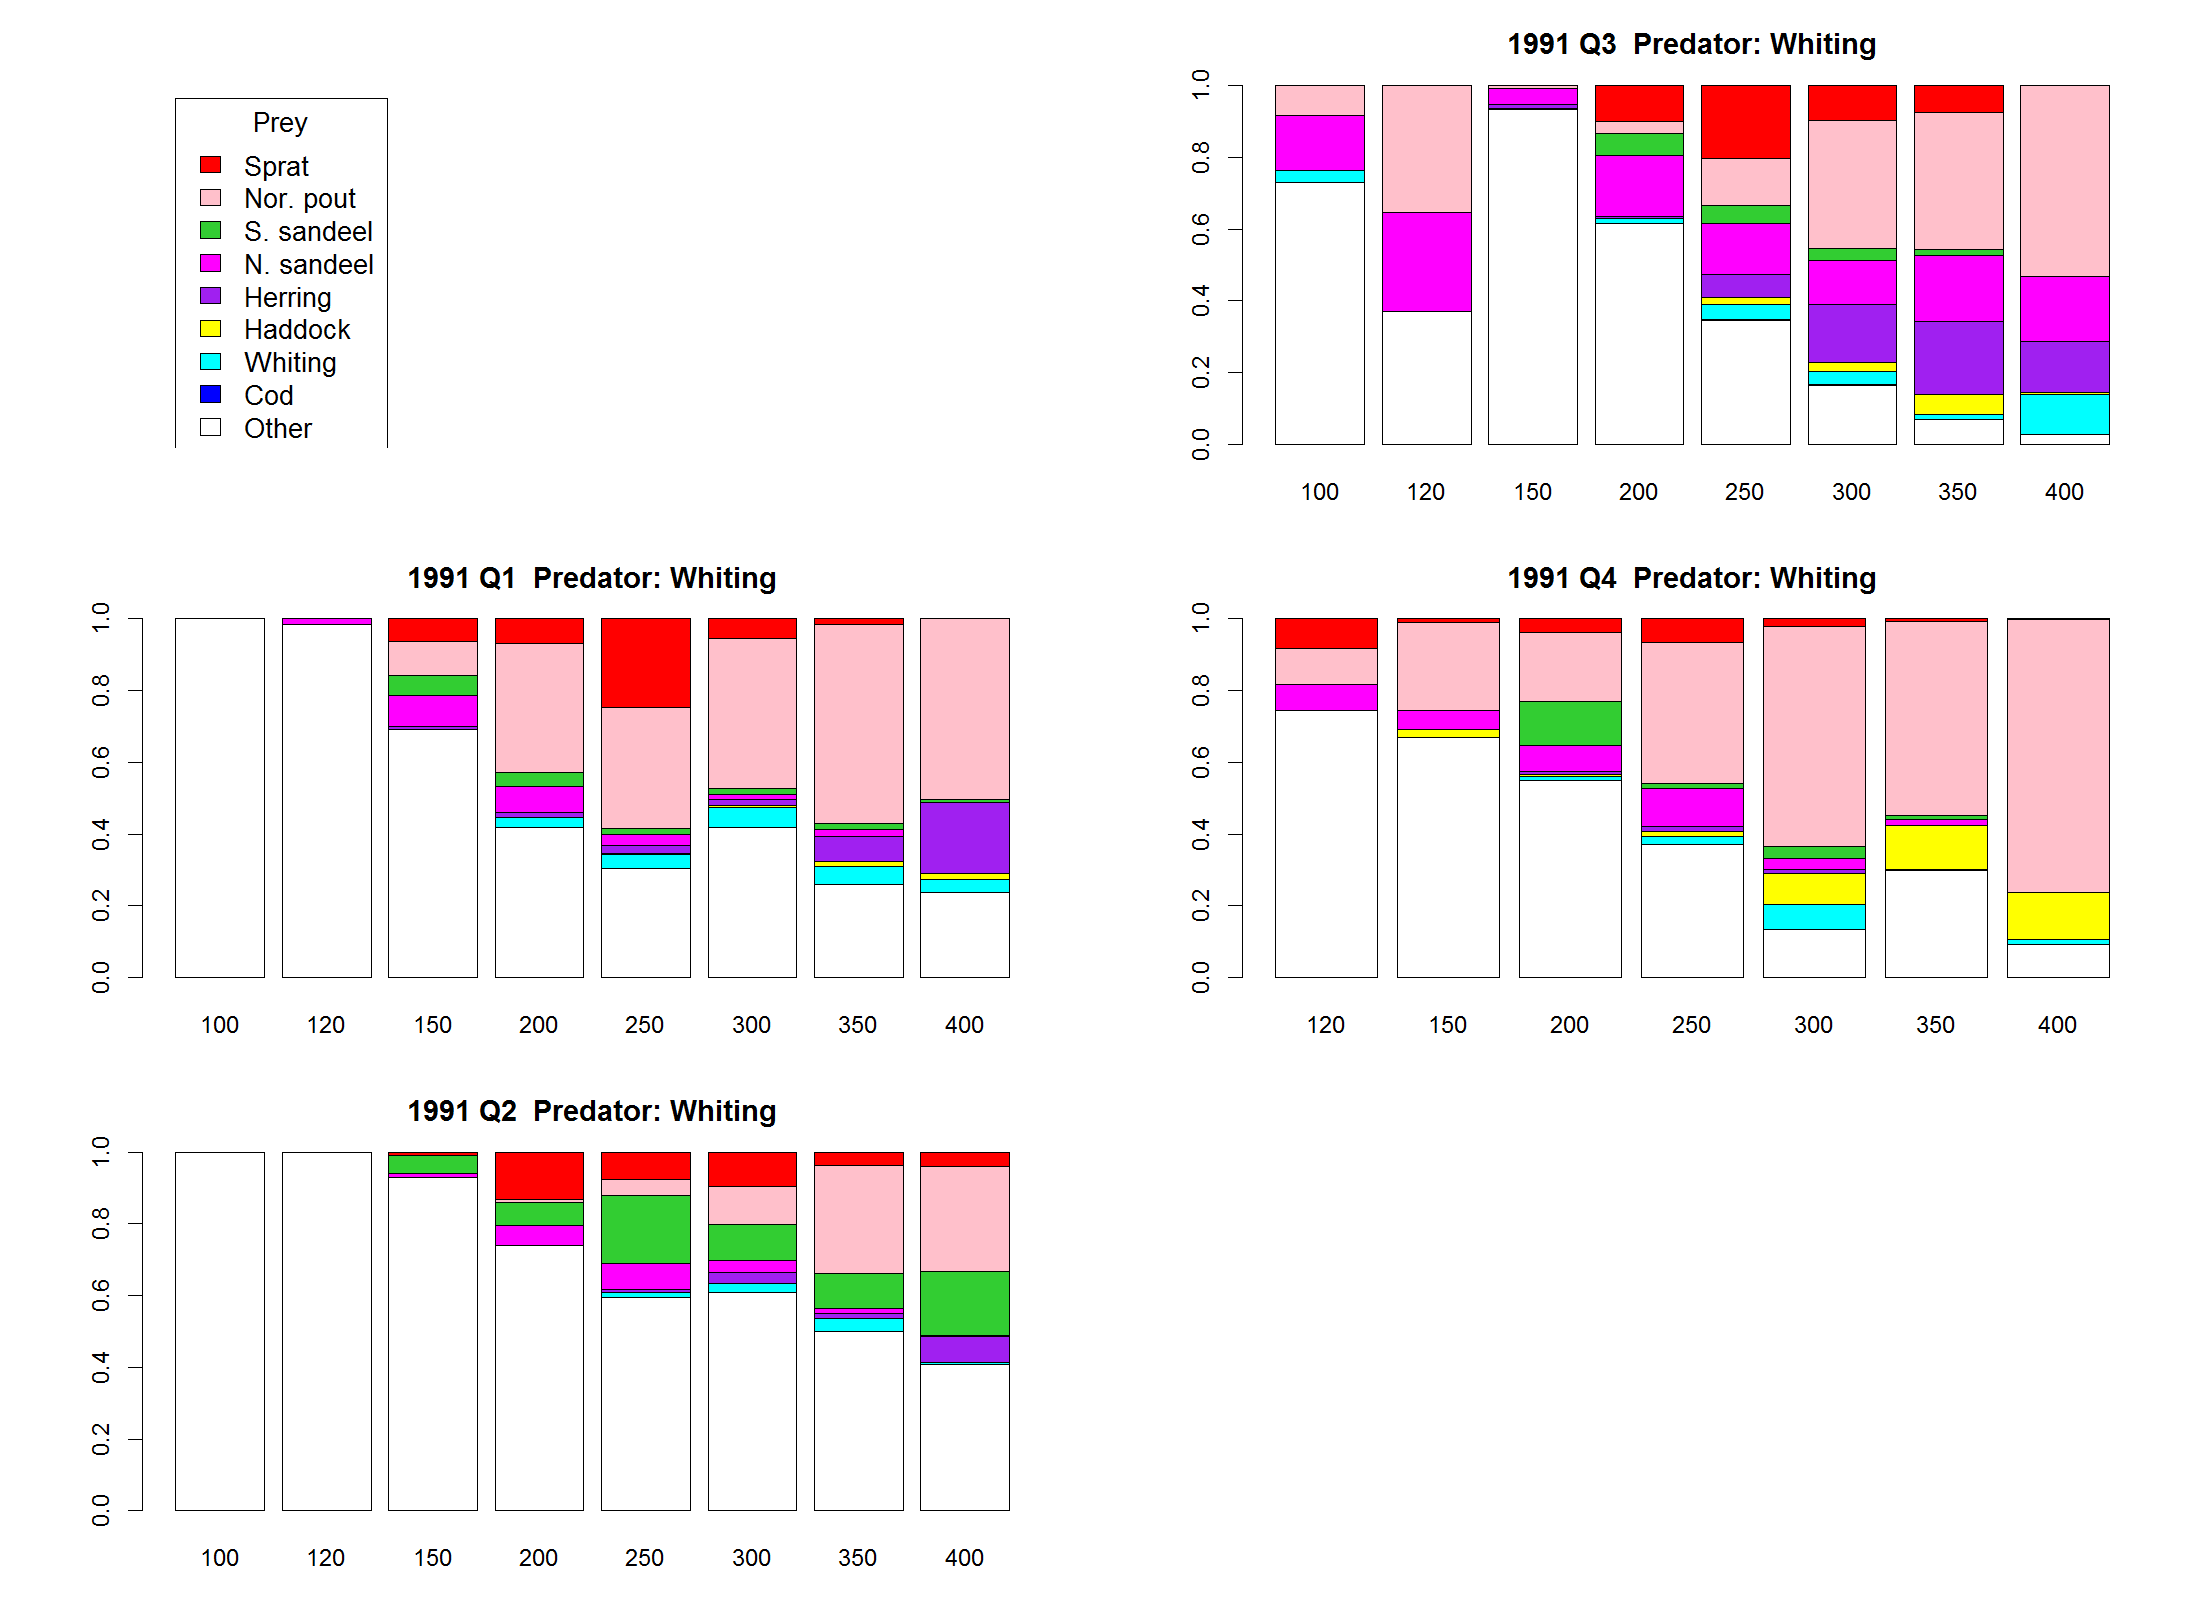 Prey
Sprat
Nor. pout
S. sandeel
N. sandeel
Herring
Haddock
Whiting
Cod
Other
1991 Q3  Predator: Whiting
1.0
0.8
0.6
0.4
0.2
0.0
100 120 150 200 250 300 350 400
1991 Q1  Predator: Whiting
1.0
0.8
0.6
0.4
0.2
0.0
100 120 150 200 250 300 350 400
1991 Q4  Predator: Whiting
1.0
0.8
0.6
0.4
0.2
0.0
120 150 200 250 300 350 400
1991 Q2  Predator: Whiting
1.0
0.8
0.6
0.4
0.2
0.0
100 120 150 200 250 300 350 400